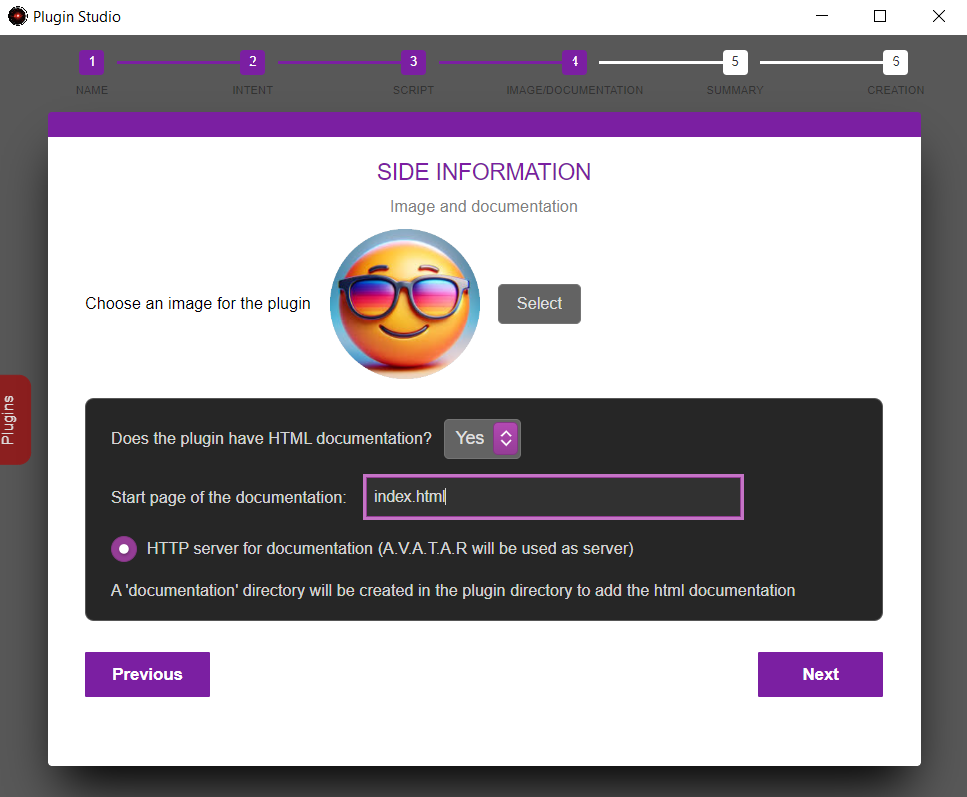 Plugin Studio
1 2 3 4 5 6
NAME INTENT SCRIPT IMAGE/DOCUMENTATION SUMMARY CREATION
SIDE INFORMATION
Image and documentation
Choose an image for the plugin
Select
Plugins
Does the plugin have HTML documentation? Yes
Start page of the documentation: index.html
HTTP server for documentation (A.V.A.T.A.R will be used as server)
A 'documentation' directory will be created in the plugin directory to add the html documentation
Previous
Next